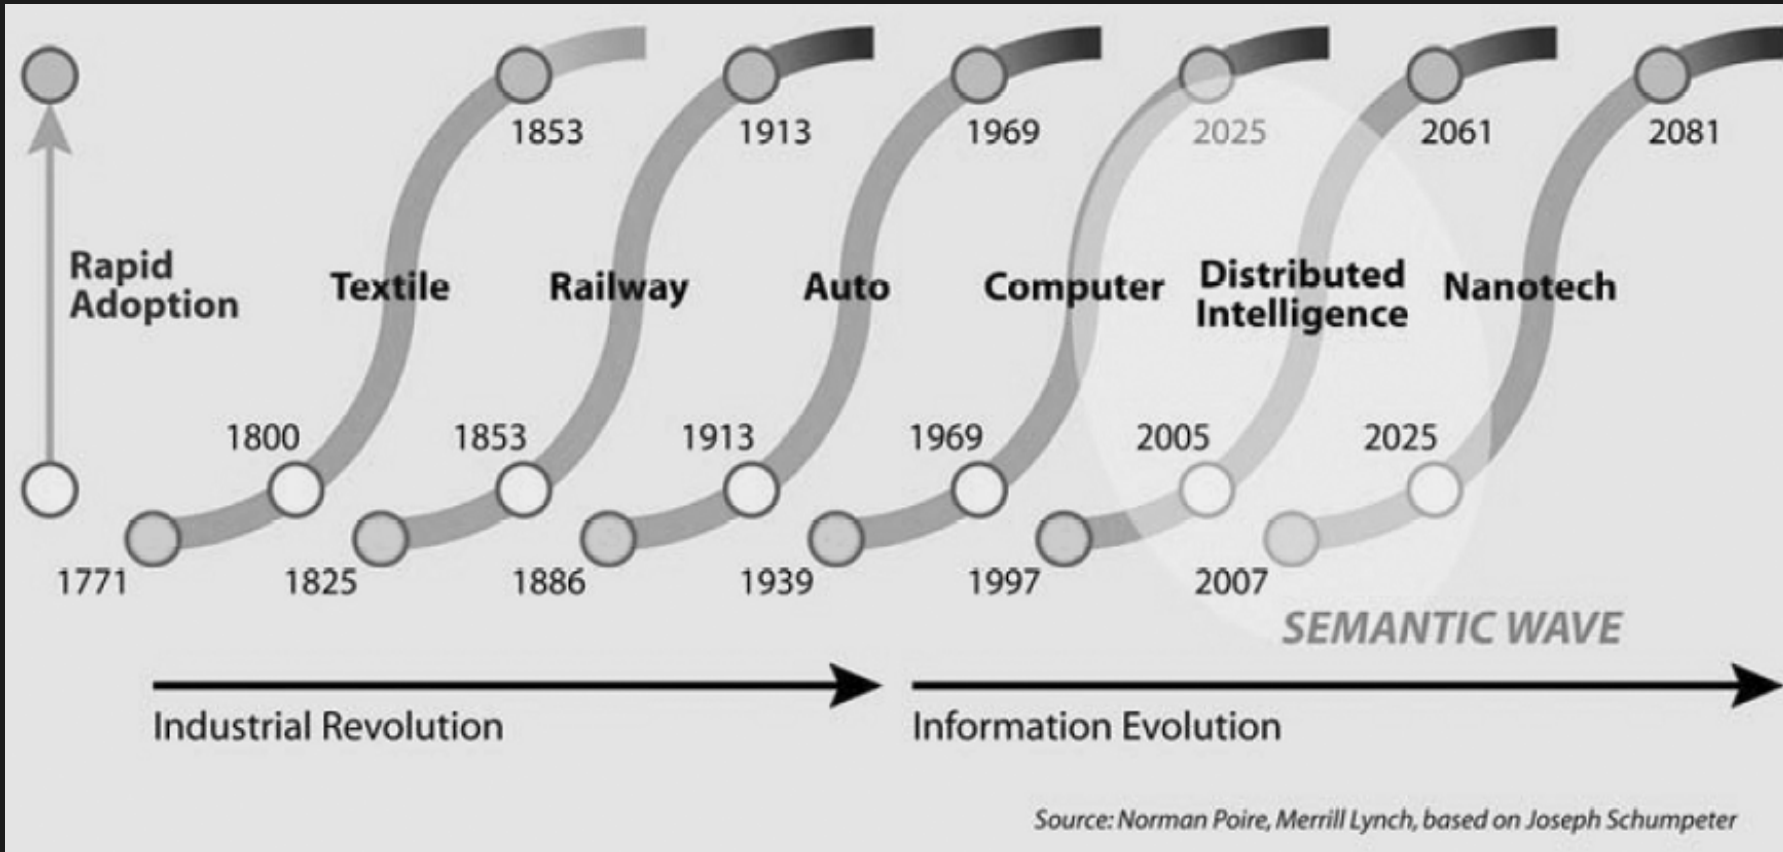 1853 1913 1969 2025 2061 2081
Rapid
Adoption
Textile Railway Auto Computer Distributed
Intelligence Nanotech
1800 1853 1913 1969 2005 2025
1771 1825 1886 1939 1997 2007
SEMANTIC WAVE
Industrial Revolution Information Evolution
Source: Norman Poire, Merrill Lynch, based on Joseph Schumpeter